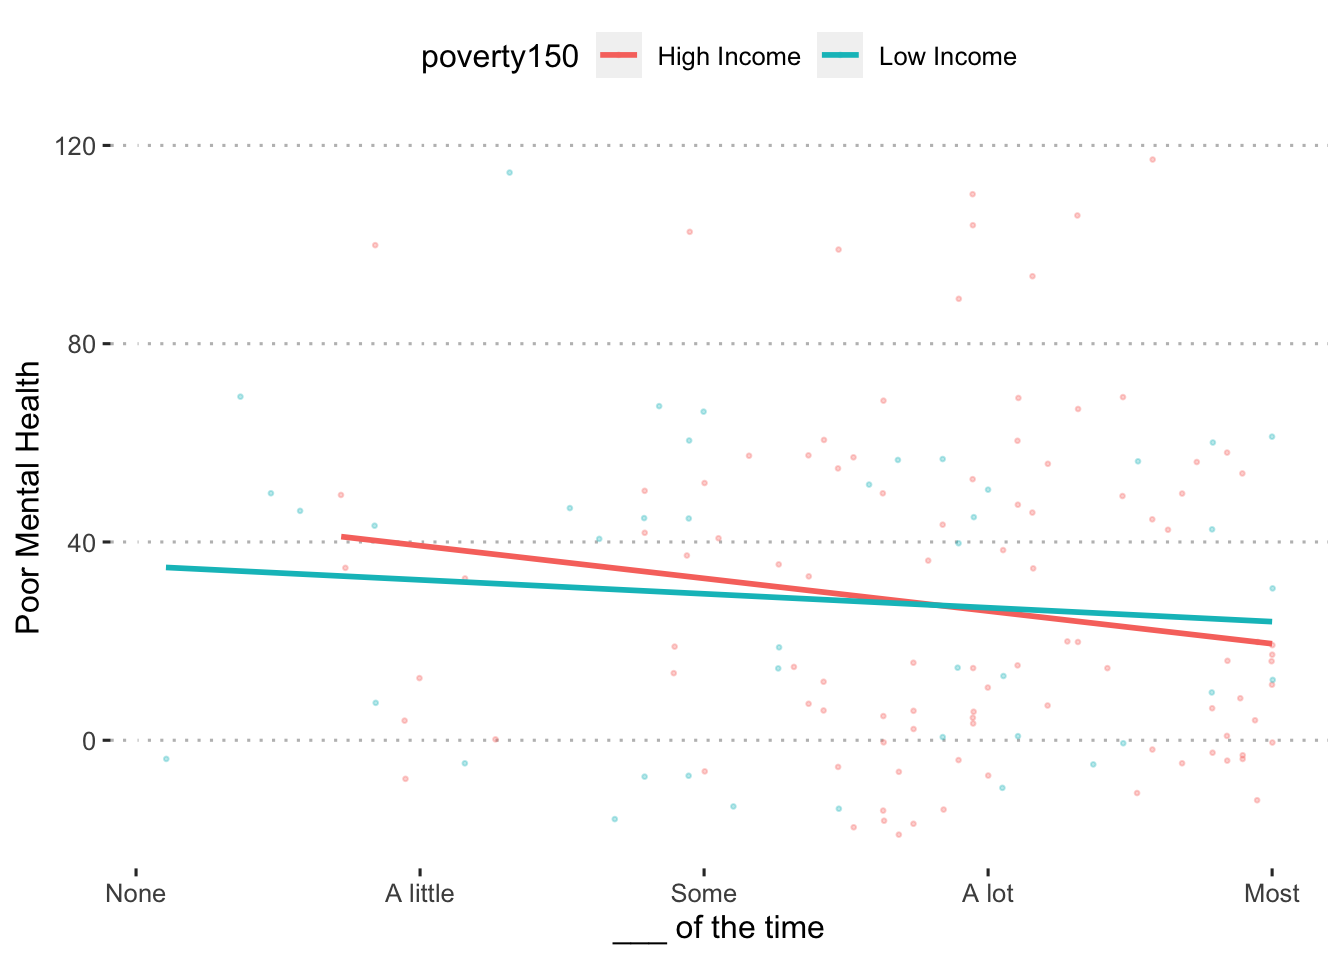 poverty150 High Income Low Income
120
80
40
0
Poor Mental Health
None A little Some A lot Most
___ of the time